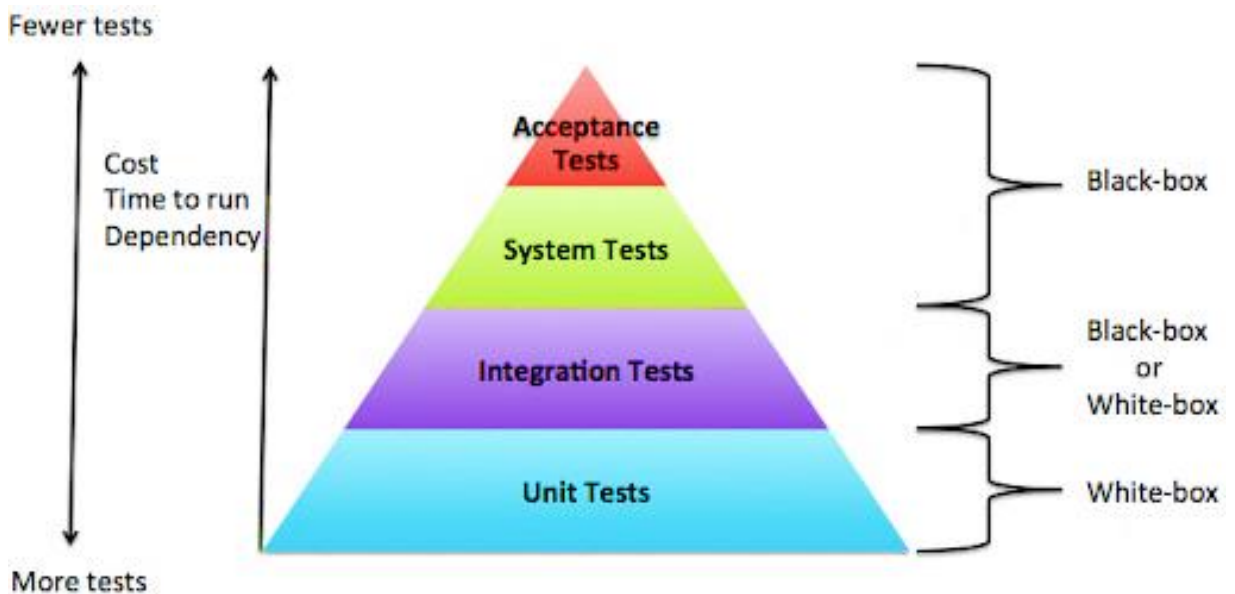 Fewer tests
Cost
Time to run
Dependency
More tests
Acceptance
Tests
System Tests
Integration Tests
Unit Tests
Black-box
Black-box
or
White-box
White-box